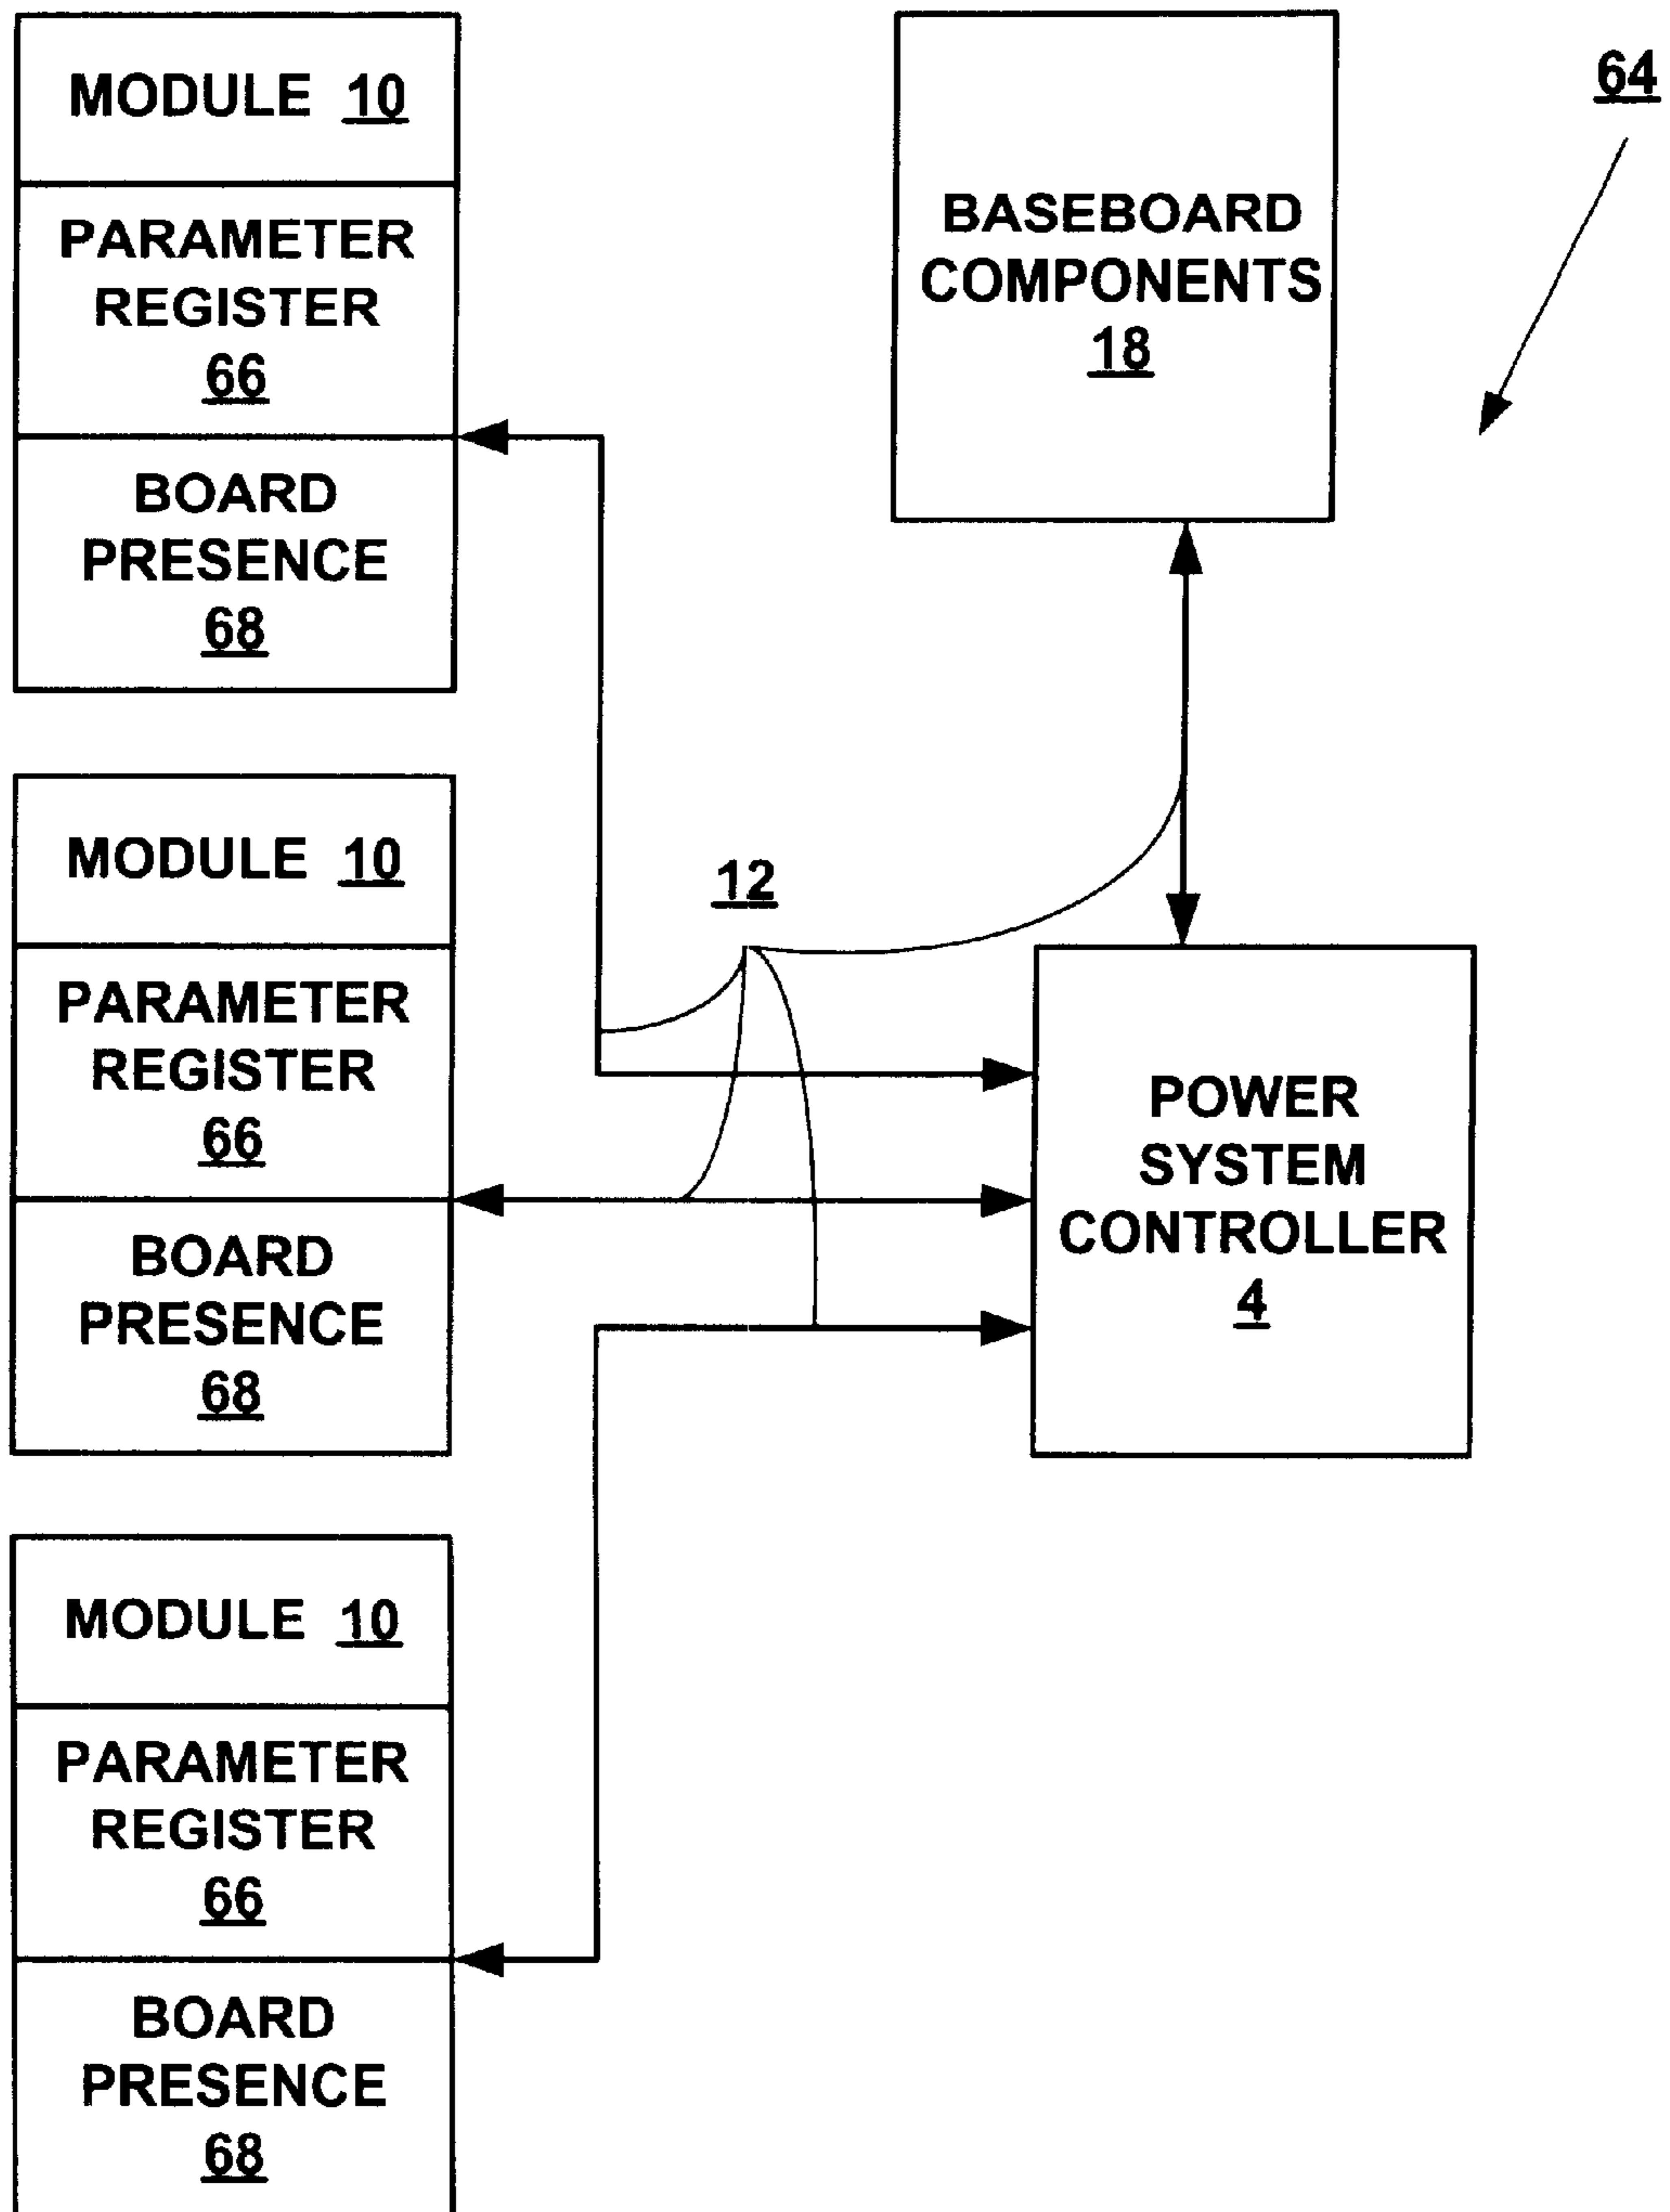 MODULE 10
PARAMETER
REGISTER
66
BOARD
PRESENCE
68
BASEBOARD
COMPONENTS
18
64
MODULE 10
PARAMETER
REGISTER
66
BOARD
PRESENCE
68
12
POWER
SYSTEM
CONTROLLER
4
MODULE 10
PARAMETER
REGISTER
66
BOARD
PRESENCE
68